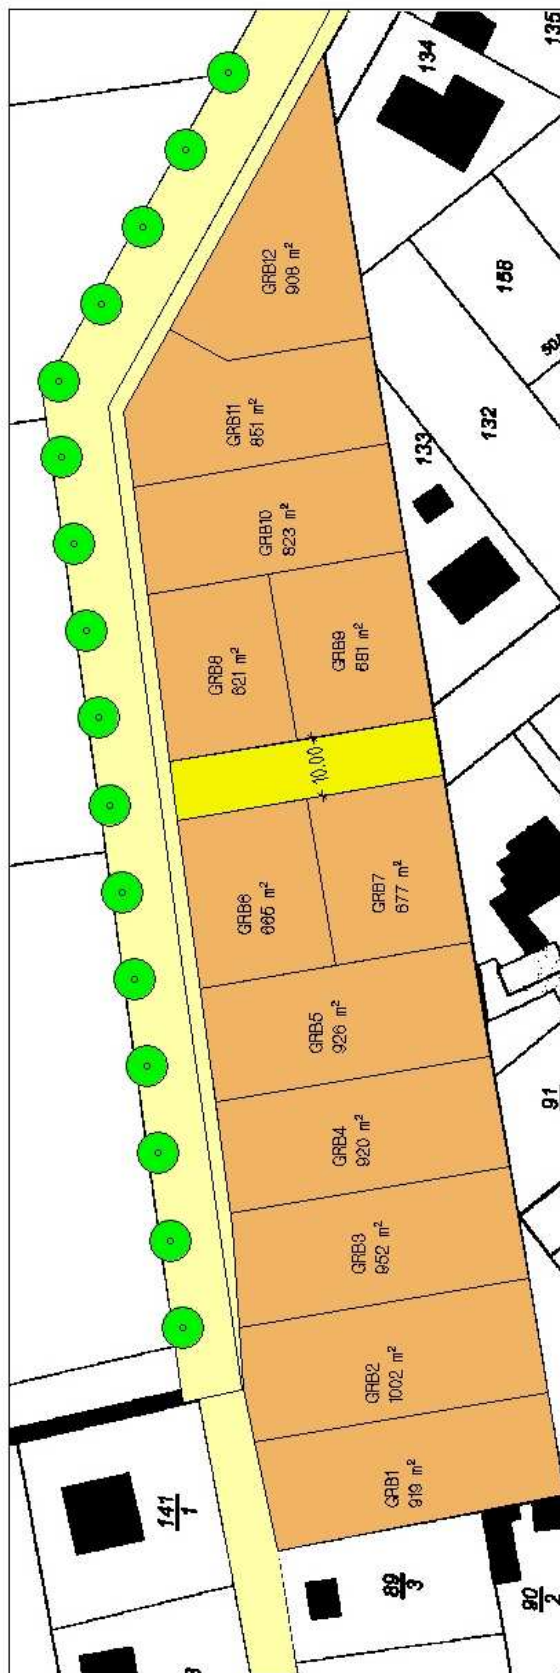 135
134
GRB12
908 m²
158
GRB11
851 m²
132
133
GRB10
823 m²
GRB8
621 m²
GRB9
681 m²
10.00
GRB6
665 m²
GRB7
677 m²
GRB5
926 m²
GRB4
920 m²
91
GRB3
952 m²
GRB2
1002 m²
GRB1
919 m²
141
1
89
3
90
2